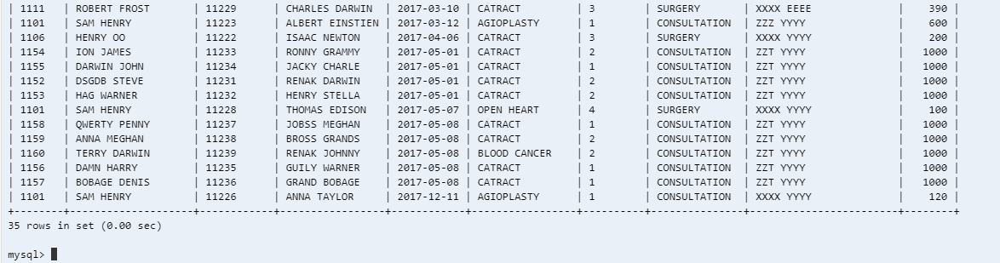 | 1111 | ROBERT FROST | 11229 | CHARLES DARWIN | 2017-03-10 | CATRACT | 3 | SURGERY | XXXX EEEE | 390 |
| 1101 | SAM HENRY | 11223 | ALBERT EINSTIEN | 2017-03-12 | AGIOPLASTY | 1 | CONSULTATION | ZZZ YYYY | 600 |
| 1106 | HENRY OO | 11222 | ISAAC NEWTON | 2017-04-06 | CATRACT | 3 | SURGERY | XXXX YYYY | 200 |
| 1154 | ION JAMES | 11233 | RONNY GRAMMY | 2017-05-01 | CATRACT | 2 | CONSULTATION | ZZT YYYY | 1000 |
| 1155 | DARWIN JOHN | 11234 | JACKY CHARLE | 2017-05-01 | CATRACT | 1 | CONSULTATION | ZZT YYYY | 1000 |
| 1152 | DSGDB STEVE | 11231 | RENAK DARWIN | 2017-05-01 | CATRACT | 2 | CONSULTATION | ZZT YYYY | 1000 |
| 1153 | HAG WARNER | 11232 | HENRY STELLA | 2017-05-01 | CATRACT | 2 | CONSULTATION | ZZT YYYY | 1000 |
| 1101 | SAM HENRY | 11228 | THOMAS EDISON | 2017-05-07 | OPEN HEART | 4 | SURGERY | XXXX YYYY | 100 |
| 1158 | QWERTY PENNY | 11237 | JOBSS MEGHAN | 2017-05-08 | CATRACT | 1 | CONSULTATION | ZZT YYYY | 1000 |
| 1159 | ANNA MEGHAN | 11238 | BROSS GRANDS | 2017-05-08 | CATRACT | 2 | CONSULTATION | ZZT YYYY | 1000 |
| 1160 | TERRY DARWIN | 11239 | RENAK JOHNNY | 2017-05-08 | BLOOD CANCER | 2 | CONSULTATION | ZZT YYYY | 1000 |
| 1156 | DAMN HARRY | 11235 | GUILY WARNER | 2017-05-08 | CATRACT | 1 | CONSULTATION | ZZT YYYY | 1000 |
| 1157 | BOBAGE DENIS | 11236 | GRAND BOBAGE | 2017-05-08 | CATRACT | 1 | CONSULTATION | ZZT YYYY | 1000 |
| 1101 | SAM HENRY | 11226 | ANNA TAYLOR | 2017-12-11 | AGIOPLASTY | 1 | CONSULTATION | XXXX YYYY | 120 |
35 rows in set (0.00 sec)
mysql>